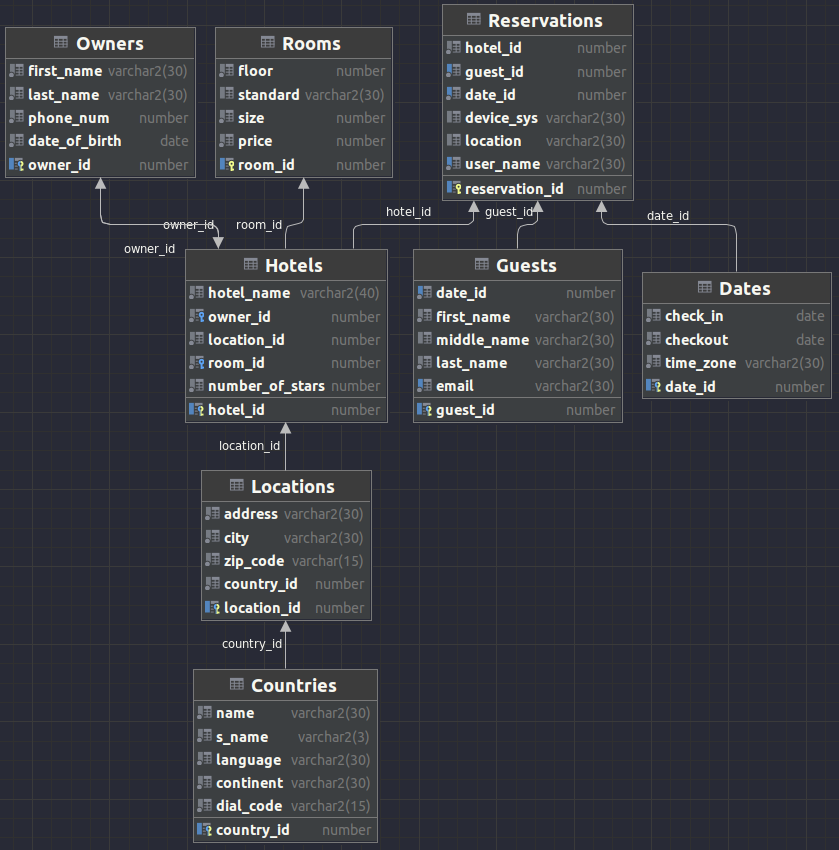 Owners
first_name varchar2(30)
last_name varchar2(30)
phone_num number
date_of_birth date
owner_id number
Rooms
floor number
standard varchar2(30)
size number
price number
room_id number
Reservations
hotel_id number
guest_id number
date_id number
device_sys varchar2(30)
location varchar2(30)
user_name varchar2(30)
reservation_id number
owner_id
owner_id
room_id
hotel_id
guest_id
date_id
Hotels
hotel_name varchar2(40)
owner_id number
location_id number
room_id number
number_of_stars number
hotel_id number
Guests
date_id number
first_name varchar2(30)
middle_name varchar2(30)
last_name varchar2(30)
email varchar2(30)
guest_id number
Dates
check_in date
checkout date
time_zone varchar2(30)
date_id number
location_id
Locations
address varchar2(30)
city varchar2(30)
zip_code varchar(15)
country_id number
location_id number
country_id
Countries
name varchar2(30)
s_name varchar2(3)
language varchar2(30)
continent varchar2(30)
dial_code varchar2(15)
country_id number